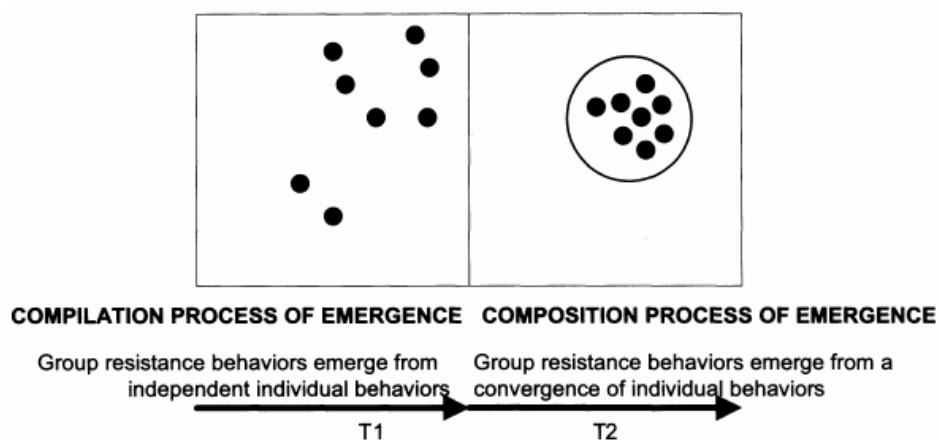 COMPILATION PROCESS OF EMERGENCE
Group resistance behaviors emerge from
independent individual behaviors
COMPOSITION PROCESS OF EMERGENCE
Group resistance behaviors emerge from a
convergence of individual behaviors
T1
T2